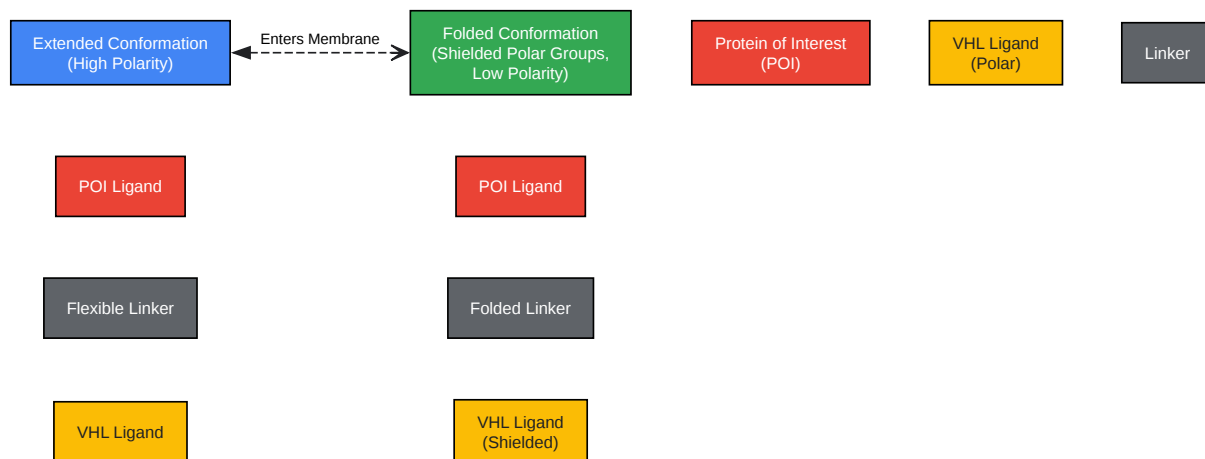 Extended Conformation
(High Polarity)
Enters Membrane
Folded Conformation
(Shielded Polar Groups,
Low Polarity)
Protein of Interest
(POI)
VHL Ligand
(Polar)
Linker
POI Ligand
POI Ligand
Flexible Linker
Folded Linker
VHL Ligand
VHL Ligand
(Shielded)